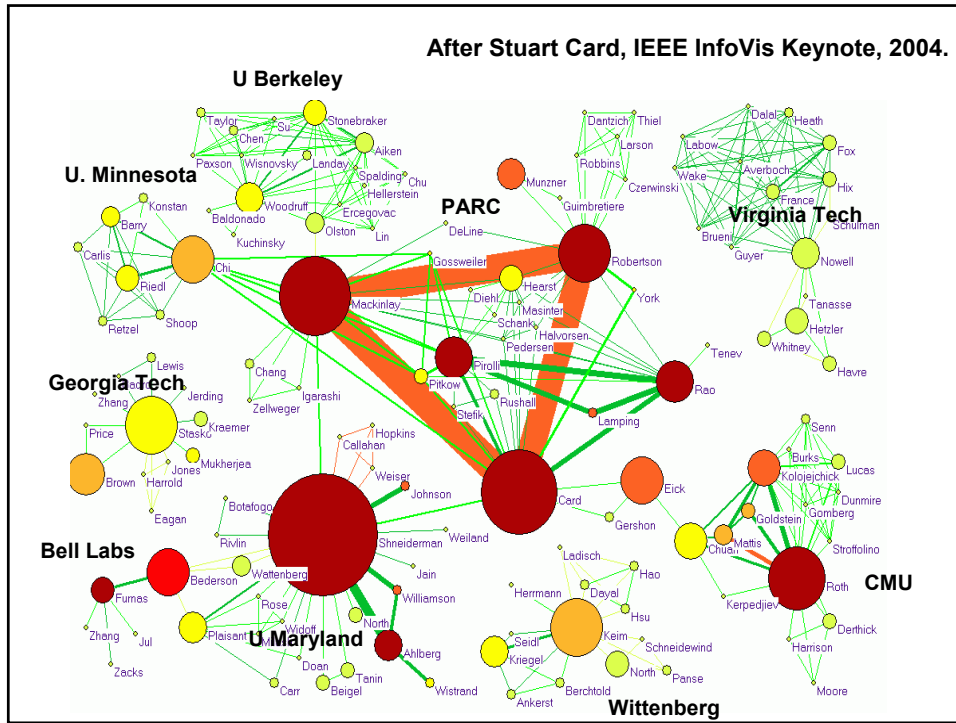 After Stuart Card, IEEE InfoVis Keynote, 2004.
U Berkeley
Taylor
Su
Stonebraker
Chen
Aiken
Paxson
Wisnovsky
Landay
Spalding
Chu
Hellerstein
Woodruff
Ercegovac
Baldonado
Olston
Lin
Kuchinsky
U. Minnesota
Konstan
Barry
Carlis
Chi
Riedl
Retzel
Shoop
PARC
Dantzich
Thiel
Larson
Robbins
Munzner
Czerwinski
Guimbretiere
DeLine
Gossweiler
Robertson
Mackinlay
Diehl
Hearst
Masinter
York
Schank
Halvorsen
Pedersen
Pirolli
Tenev
Pitkow
Rao
Rushall
Stefik
Lamping
Chang
Igarashi
Zellweger
Virginia Tech
Dalal
Heath
Labow
Fox
Averboch
Wake
Hix
France
Schulman
Brueni
Guyer
Nowell
Tanasse
Hetzler
Whitney
Havre
Georgia Tech
Lewis
Zhang
Jerding
Kraemer
Price
Stasko
Mukherjea
Jones
Harrold
Brown
Eagan
Hopkins
Callahan
Weiser
Johnson
Card
Eick
Gershon
Botafogo
Rivlin
Shneiderman
Weiland
Jain
Bell Labs
Bederson
Wattenberg
Furnas
Williamson
Rose
North
Zhang
Jul
Plaisant
Widoff
U Maryland
Ahlberg
Doan
Zacks
Tanin
Carr
Beigel
Wistrand
Senn
Burks
Lucas
Kolojejchick
Dunmire
Goldstein
Gomberg
Mattis
Stroffolino
Chuah
Roth
CMU
Kerpedjiev
Derthick
Harrison
Moore
Ladisch
Hao
Herrmann
Dayal
Hsu
Seidl
Keim
Schneidewind
Kriegel
North
Panse
Berchtold
Ankerst
Wittenberg